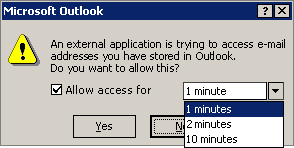 Microsoft Outlook
An external application is trying to access e-mail
addresses you have stored in Outlook.
Do you want to allow this?
Allow access for 1 minute
1 minutes
2 minutes
10 minutes
Yes